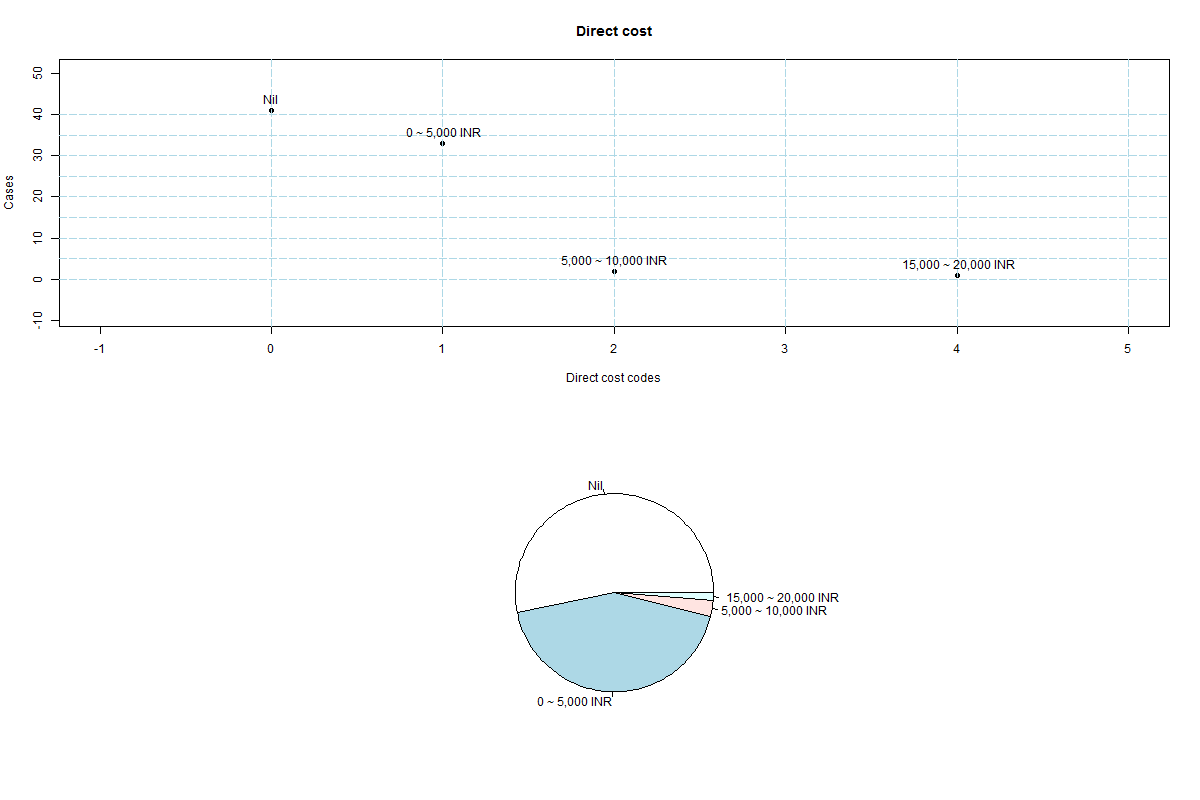 Direct cost
Cases
50
40
30
20
10
0
-10
Nil
0 ~ 5,000 INR
5,000 ~ 10,000 INR
15,000 ~ 20,000 INR
-1 0 1 2 3 4 5
Direct cost codes
Nil
15,000 ~ 20,000 INR
5,000 ~ 10,000 INR
0 ~ 5,000 INR